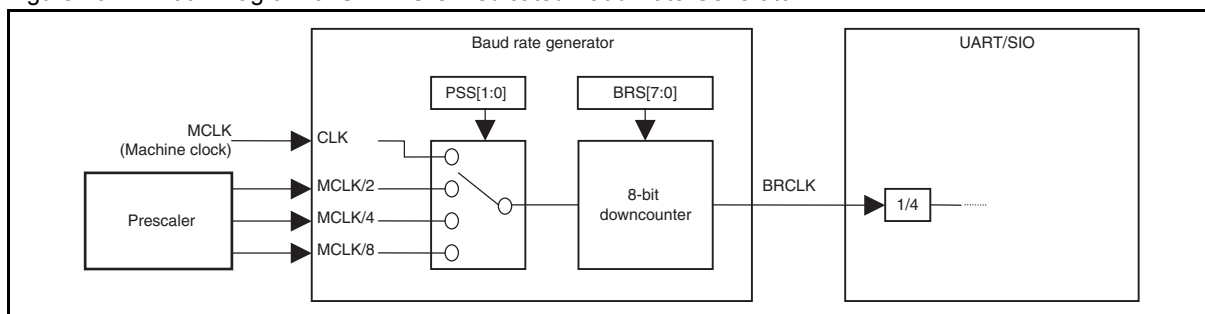 Baud rate generator
UART/SIO
PSS[1:0]
BRS[7:0]
MCLK
(Machine clock)
CLK
MCLK/2
MCLK/4
MCLK/8
Prescaler
8-bit
downcounter
BRCLK
1/4